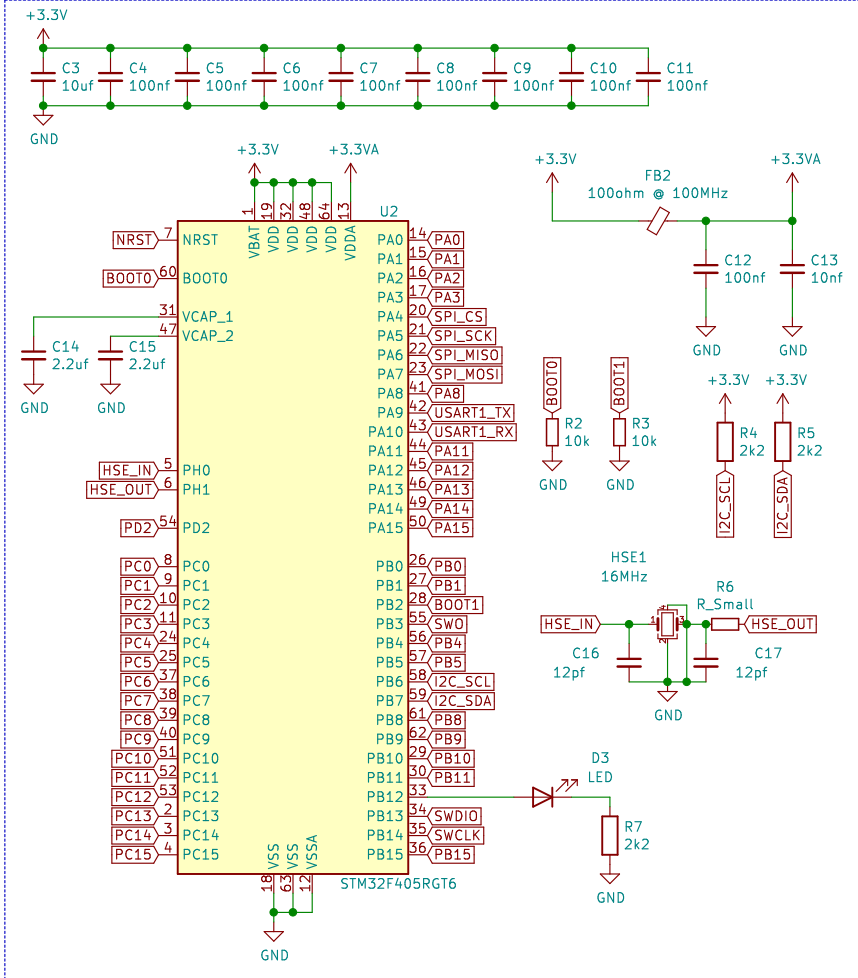 +3.3V
C3
10uf
C4
100nf
C5
100nf
C6
100nf
C7
100nf
C8
100nf
C9
100nf
C10
100nf
C11
100nf
GND
+3.3V
+3.3VA
1
19
32
48
64
13
VBAT
VDD
VDD
VDD
VDD
VDDA
U2
NRST
7
NRST
BOOT0
60
BOOT0
31
VCAP_1
47
VCAP_2
C14
2.2uf
GND
C15
2.2uf
GND
HSE_IN
5
PH0
HSE_OUT
6
PH1
PD2
54
PD2
PC0
8
PC0
PC1
9
PC1
PC2
10
PC2
PC3
11
PC3
PC4
24
PC4
PC5
25
PC5
PC6
37
PC6
PC7
38
PC7
PC8
39
PC8
PC9
40
PC9
PC10
51
PC10
PC11
52
PC11
PC12
53
PC12
PC13
2
PC13
PC14
3
PC14
PC15
4
PC15
PA0
14
PA0
PA1
15
PA1
PA2
16
PA2
PA3
17
PA3
PA4
20
SPI_CS
PA5
21
SPI_SCK
PA6
22
SPI_MISO
PA7
23
SPI_MOSI
PA8
41
PA8
PA9
42
USART1_TX
PA10
43
USART1_RX
PA11
44
PA11
PA12
45
PA12
PA13
46
PA13
PA14
49
PA14
PA15
50
PA15
PB0
26
PB0
PB1
27
PB1
PB2
28
BOOT1
PB3
55
SWO
PB4
56
PB4
PB5
57
PB5
PB6
58
I2C_SCL
PB7
59
I2C_SDA
PB8
61
PB8
PB9
62
PB9
PB10
29
PB10
PB11
30
PB11
PB12
33
PB13
34
SWDIO
PB14
35
SWCLK
PB15
36
PB15
VSS
VSS
VSSA
18
63
12
STM32F405RGT6
GND
+3.3V
FB2
100ohm @ 100MHz
+3.3VA
C12
100nf
GND
C13
10nf
GND
BOOT0
R2
10k
GND
BOOT1
R3
10k
GND
+3.3V
R4
2k2
I2C_SCL
+3.3V
R5
2k2
I2C_SDA
HSE1
16MHz
R6
R_Small
HSE_IN
1
4
3
2
HSE_OUT
C16
12pf
C17
12pf
GND
D3
LED
R7
2k2
GND